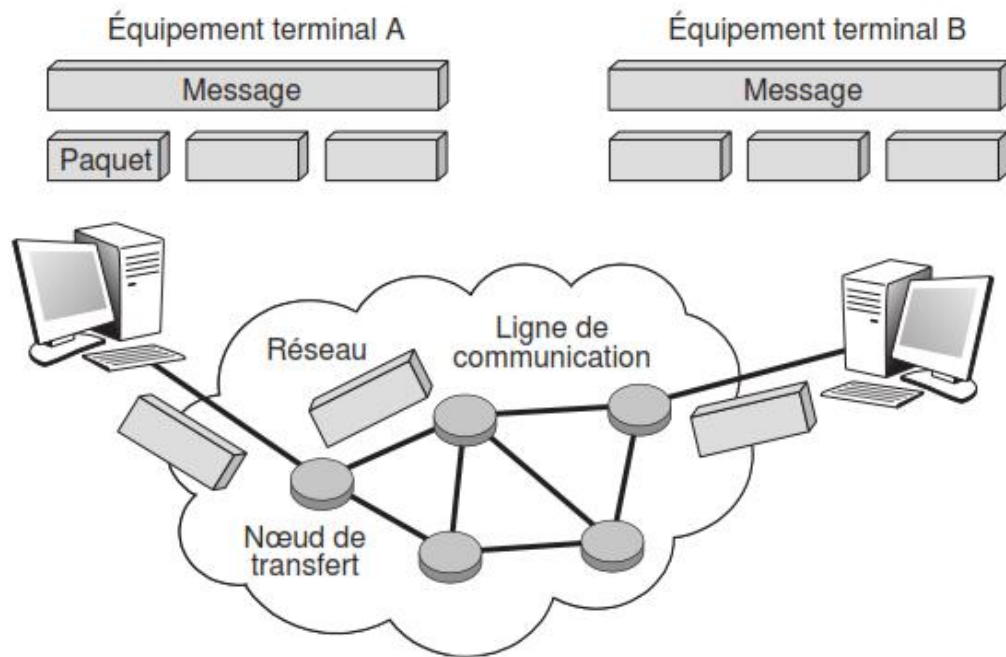 Équipement terminal A
Équipement terminal B
Message
Message
Paquet
Réseau
Ligne de
communication
Nœud de
transfert